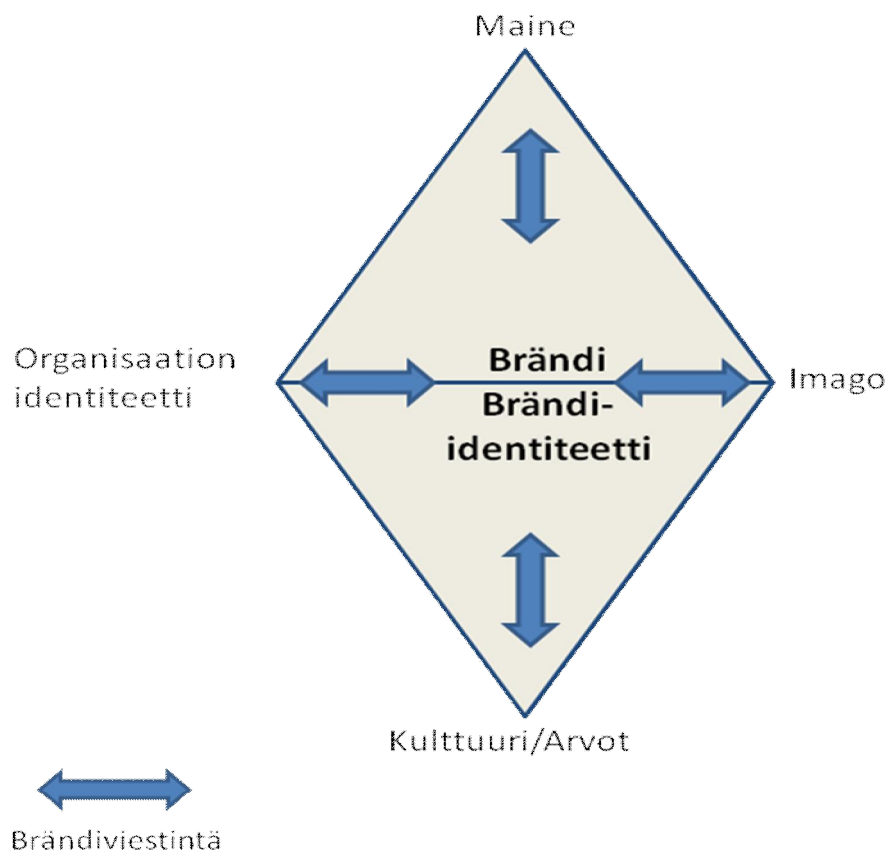 Maine
Organisaation
identiteetti
Brändi
Brändi-
identiteetti
Imago
Kulttuuri/Arvot
Brändiviestintä